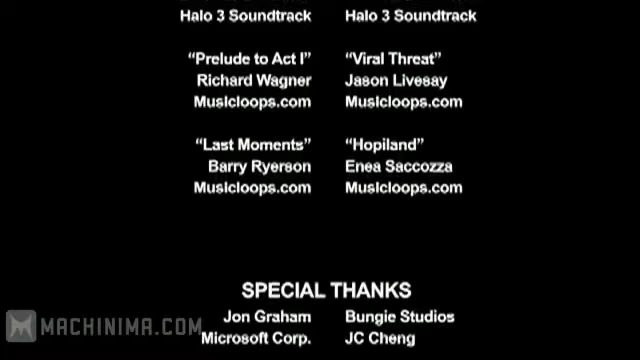 Halo 3 Soundtrack Halo 3 Soundtrack
“Prelude to Act I” “Viral Threat”
Richard Wagner Jason Livesay
Musicloops.com Musicloops.com
“Last Moments” “Hopiland”
Barry Ryerson Enea Saccozza
Musicloops.com Musicloops.com
SPECIAL THANKS
Jon Graham Bungie Studios
Microsoft Corp. JC Cheng
MACHINIMA.COM